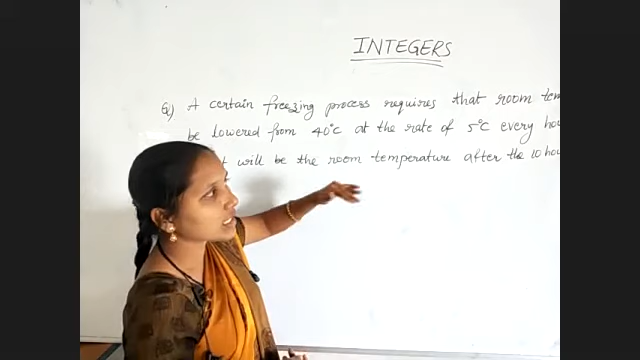 INTEGERS
Q) A certain freezing process requires that room tem
be lowered from 40°C at the rate of 5°C every hou
t will be the room temperature after the 10 hou